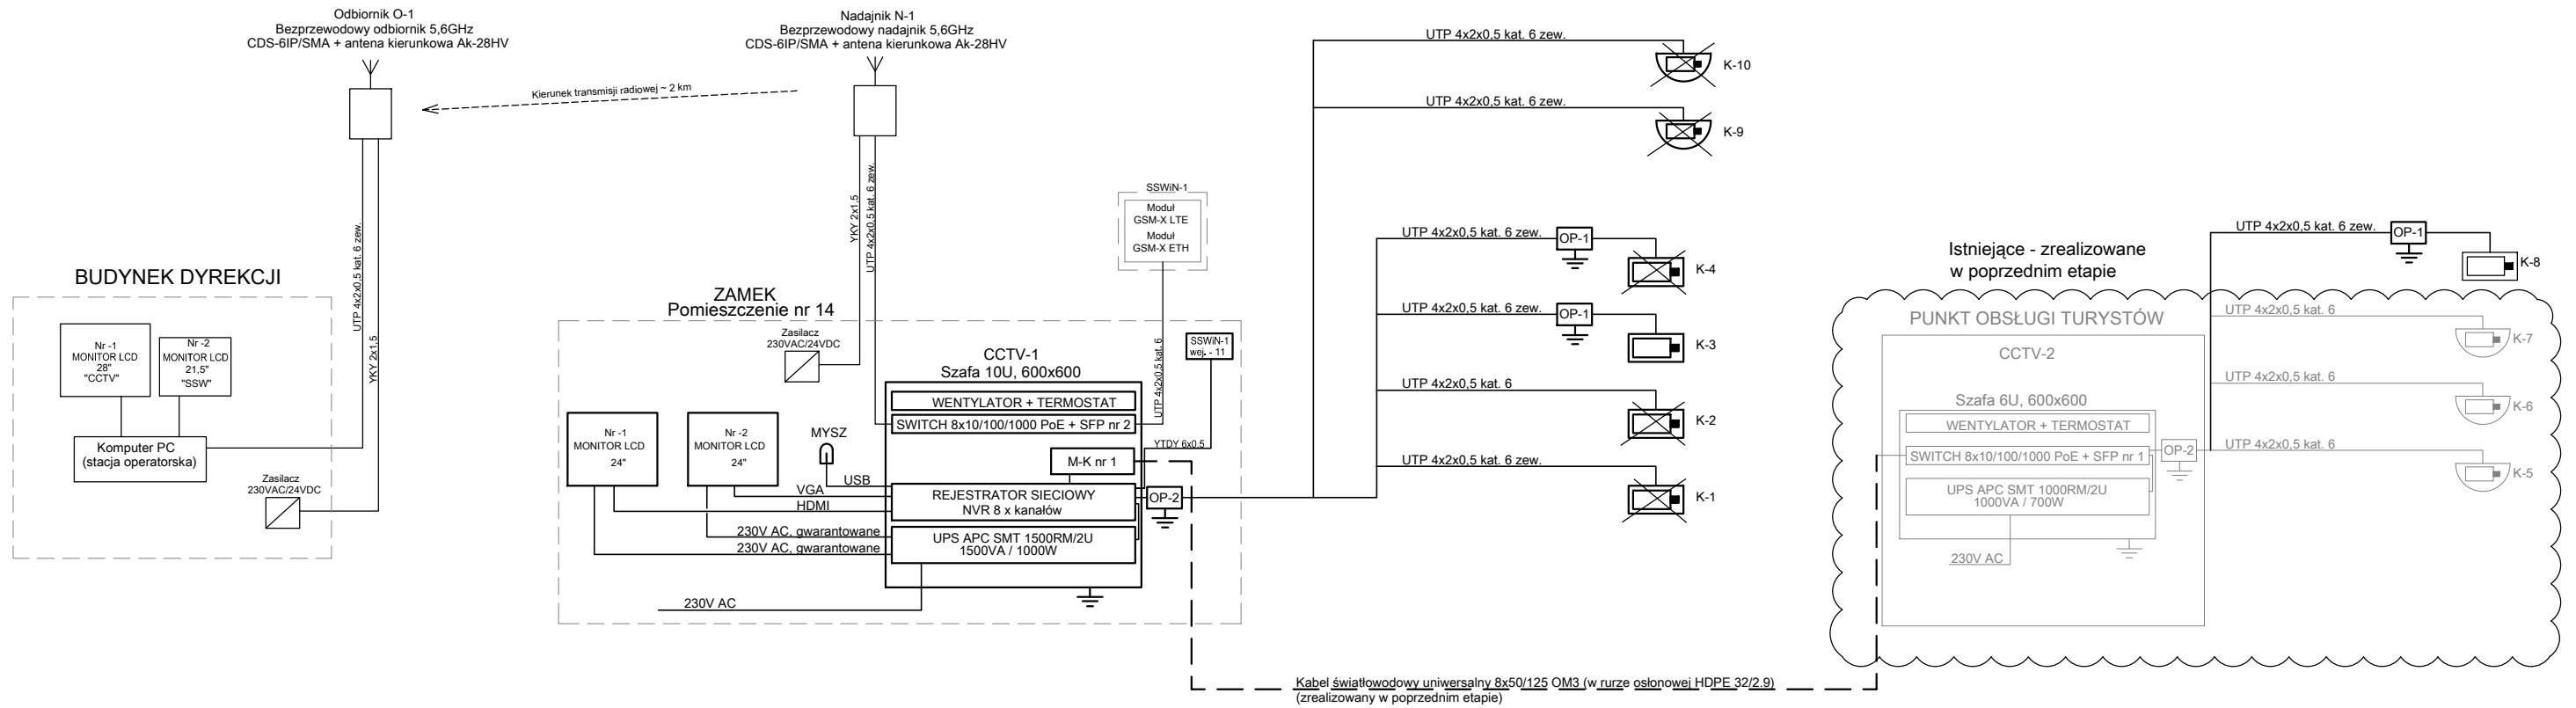 Odbiornik O-1
Bezprzewodowy odbiornik 5,6GHz
CDS-6IP/SMA + antena kierunkowa Ak-28HV
Nadajnik N-1
Bezprzewodowy nadajnik 5,6GHz
CDS-6IP/SMA + antena kierunkowa Ak-28HV
Kierunek transmisji radiowej ~ 2 km
UTP 4x2x0,5 kat. 6 zew.
YKY 2x1,5
YKY 2x1,5
UTP 4x2x0,5 kat. 6 zew.
BUDYNEK DYREKCJI
Nr -1
MONITOR LCD
28"
"CCTV"
Nr -2
MONITOR LCD
21,5"
"SSW"
Komputer PC
(stacja operatorska)
Zasilacz
230VAC/24VDC
ZAMEK
Pomieszczenie nr 14
Zasilacz
230VAC/24VDC
SSWiN-1
Moduł
GSM-X LTE
Moduł
GSM-X ETH
UTP 4x2x0,5 kat. 6
SSWiN-1
wej. - 11
YTDY 6x0,5
CCTV-1
Szafa 10U, 600x600
WENTYLATOR + TERMOSTAT
SWITCH 8x10/100/1000 PoE + SFP nr 2
M-K nr 1
REJESTRATOR SIECIOWY
NVR 8 x kanałów
UPS APC SMT 1500RM/2U
1500VA / 1000W
Nr -1
MONITOR LCD
24"
Nr -2
MONITOR LCD
24"
MYSZ
USB
VGA
HDMI
230V AC, gwarantowane
230V AC, gwarantowane
230V AC
OP-2
UTP 4x2x0,5 kat. 6 zew.
K-10
UTP 4x2x0,5 kat. 6 zew.
K-9
UTP 4x2x0,5 kat. 6 zew.
OP-1
K-4
UTP 4x2x0,5 kat. 6 zew.
OP-1
K-3
UTP 4x2x0,5 kat. 6
K-2
UTP 4x2x0,5 kat. 6 zew.
K-1
Kabel światłowodowy uniwersalny 8x50/125 OM3 (w rurze osłonowej HDPE 32/2.9)
(zrealizowany w poprzednim etapie)
Istniejące - zrealizowane
w poprzednim etapie
UTP 4x2x0,5 kat. 6 zew.
OP-1
K-8
PUNKT OBSŁUGI TURYSTÓW
CCTV-2
Szafa 6U, 600x600
WENTYLATOR + TERMOSTAT
SWITCH 8x10/100/1000 PoE + SFP nr 1
UPS APC SMT 1000RM/2U
1000VA / 700W
230V AC
OP-2
UTP 4x2x0,5 kat. 6
K-7
UTP 4x2x0,5 kat. 6
K-6
UTP 4x2x0,5 kat. 6
K-5